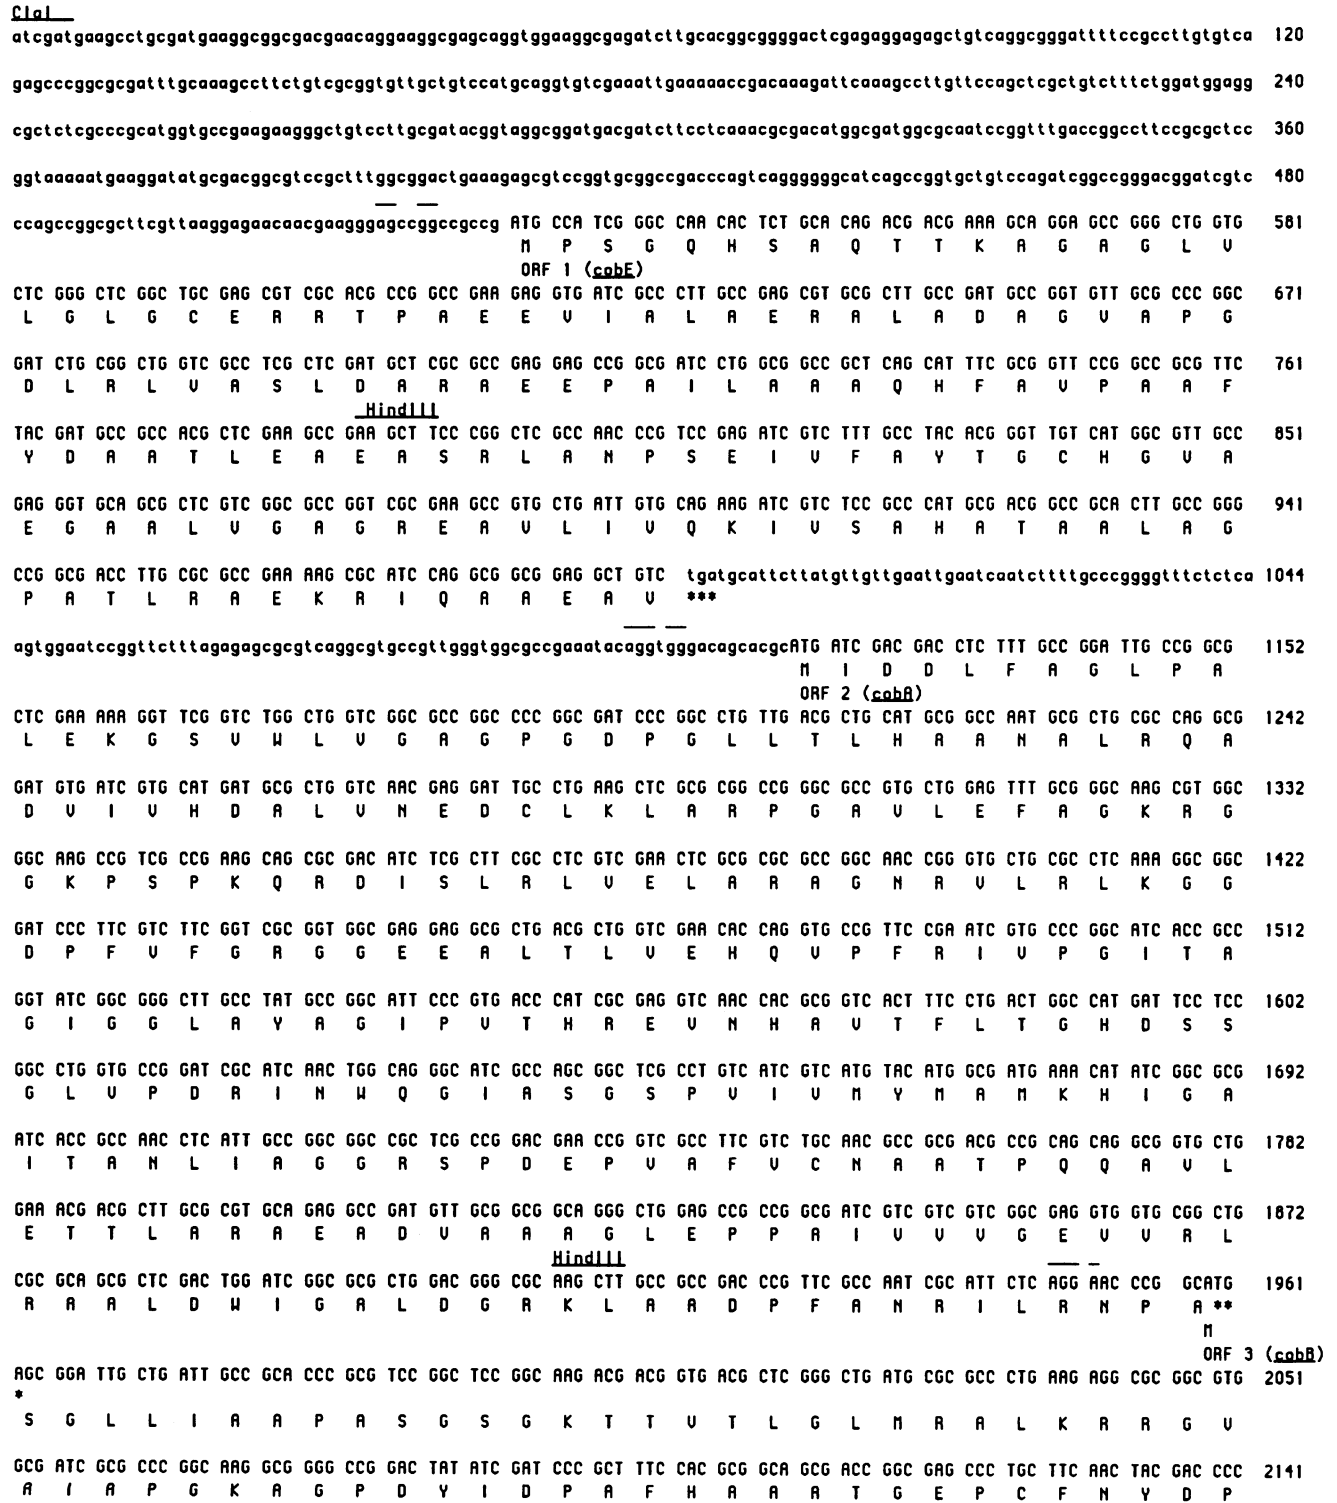 ClaI
atcgatgaagcctgcgatgaaggcggcgacgaacaggaaggcgagcaggtggaaggcgagatcttgcacggcggggactcgagaggagagctgtcaggcgggattttccgccttgtgtca 120
gagcccggcgcgatttgcaaagccttctgtcgcggtgttgctgtccatgcaggtgtcgaaattgaaaaaccgacaaagattcaaagccttgttccagctcgctgtctttctggatggagg 240
cgctctcgcccgcatggtgccgaagaagggctgtccttgcgatacggtaggcggatgacgatcttcctcaaacgcgacatggcgatggcgcaatccggtttgaccggccttccgcgctcc 360
ggtaaaaatgaaggatatgcgacggcgtccgctttggcggactgaaagagcgtccggtgcggccgacccagtcaggggggcatcagccggtgctgtccagatcggccgggacggatcgtc 480
ccagccggcgcttcgttaaggagaacaacgaagggagccggccgccg ATG CCA TCG GGC CAA CAC TCT GCA CAG ACG ACG AAA GCA GGA GCC GGG CTG GTG 581
M P S G Q H S A Q T T K A G A G L V
ORF 1 (cobE)
CTC GGG CTC GGC TGC GAG CGT CGC ACG CCG GCC GAA GAG GTG ATC GCC CTT GCC GAG CGT GCG CTT GCC GAT GCC GGT GTT GCG CCC GGC 671
L G L G C E R R T P A E E V I A L A E R A L A D A G V A P G
GAT CTG CGG CTG GTC GCC TCG CTC GAT GCT CGC GCC GAG GAG CCG GCG ATC CTG GCG GCC GCT CAG CAT TTC GCG GTT CCG GCC GCG TTC 761
D L R L V A S L D A R A E E P A I L A A A Q H F A V P A A F
HindIII
TAC GAT GCC GCC ACG CTC GAA GCC GAA GCT TCC CGG CTC GCC AAC CCG TCC GAG ATC GTC TTT GCC TAC ACG GGT TGT CAT GGC GTT GCC 851
Y D A A T L E A E A S R L A N P S E I V F A Y T G C H G V A
GAG GGT GCA GCG CTC GTC GGC GCC GGT CGC GAA GCC GTG CTG ATT GTG CAG AAG ATC GTC TCC GCC CAT GCG ACG GCC GCA CTT GCC GGG 941
E G A A L V G A G R E A V L I V Q K I V S A H A T A A L A G
CCG GCG ACC TTG CGC GCC GAA AAG CGC ATC CAG GCG GCG GAG GCT GTC tgatgcattcttatgttgttgaattgaatcaatcttttgcccggggtttctctca 1044
P A T L R A E K R I Q A A E A V ***
agtggaatccggttctttagagagcgcgtcaggcgtgccgttgggtggcgcgccgaaatacaggtgggacagcacgcATG ATC GAC GAC CTC TTT GCC GGA TTG CCG GCG 1152
M I D D L F A G L P A
ORF 2 (cobA)
CTC GAA AAA GGT TCG GTC TGG CTG GTC GGC GCC GGC CCC GGC GAT CCC GGC CTG TTG ACG CTG CAT GCG GCC AAT GCG CTG CGC CAG GCG 1242
L E K G S V W L V G A G P G D P G L L T L H A A N A L R Q A
GAT GTG ATC GTG CAT GAT GCG CTG GTC AAC GAG GAT TGC CTG AAG CTC GCG CGG CCG GGC GCC GTG CTG GAG TTT GCG GGC AAG CGT GGC 1332
D V I V H D A L V N E D C L K L A R P G A V L E F A G K R G
GGC AAG CCG TCG CCG AAG CAG CGC GAC ATC TCG CTT CGC CTC GTC GAA CTC GCG CGC GCC GGC AAC CGG GTG CTG CGC CTC AAA GGC GGC 1422
G K P S P K Q R D I S L R L V E L A R A G N R V L R L K G G
GAT CCC TTC GTC TTC GGT CGC GGT GGC GAG GAG GCG CTG ACG CTG GTC GAA CAC CAG GTG CCG TTC CGA ATC GTG CCC GGC ATC ACC GCC 1512
D P F V F G R G G E E A L T L V E H Q V P F R I V P G I T A
GGT ATC GGC GGG CTT GCC TAT GCC GGC ATT CCC GTG ACC CAT CGC GAG GTC AAC CAC GCG GTC ACT TTC CTG ACT GGC CAT GAT TCC TCC 1602
G I G G L A Y A G I P V T H R E V N H A V T F L T G H D S S
GGC CTG GTG CCG GAT CGC ATC AAC TGG CAG GGC ATC GCC AGC GGC TCG CCT GTC ATC GTC ATG TAC ATG GCG ATG AAA CAT ATC GGC GCG 1692
G L V P D R I N W Q G I A S G S P V I V M Y M A M K H I G A
ATC ACC GCC AAC CTC ATT GCC GGC GGC CGC TCG CCG GAC GAA CCG GTC GCC TTC GTC TGC AAC GCC GCG ACG CCG CAG CAG GCG GTG CTG 1782
I T A N L I A G G R S P D E P V A F V C N A A T P Q Q A V L
GAA ACG ACG CTT GCG CGT GCA GAG GCC GAT GTT GCG GCG GCA GGG CTG GAG CCG CCG GCG ATC GTC GTC GTC GGC GAG GTG GTG CGG CTG 1872
E T T L A R A E A D V A A A G L E P P A I V V V G E V V R L
HindIII
CGC GCA GCG CTC GAC TGG ATC GGC GCG CTG GAC GGG CGC AAG CTT GCC GCC GAC CCG TTC GCC AAT CGC ATT CTC AGG AAC CCG GCATG 1961
R A A L D W I G A L D G R K L A A D P F A N R I L R N P A **
M
ORF 3 (cobB)
AGC GGA TTG CTG ATT GCC GCA CCC GCG TCC GGC TCC GGC AAG ACG ACG GTG ACG CTC GGG CTG ATG CGC GCC CTG AAG AGG CGC GGC GTG 2051
*
S G L L I A A P A S G S G K T T V T L G L M R A L K R R G V
GCG ATC GCG CCC GGC AAG GCG GGG CCG GAC TAT ATC GAT CCC GCT TTC CAC GCG GCA GCG ACC GGC GAG CCC TGC TTC AAC TAC GAC CCC 2141
A I A P G K A G P D Y I D P A F H A A A T G E P C F N Y D P